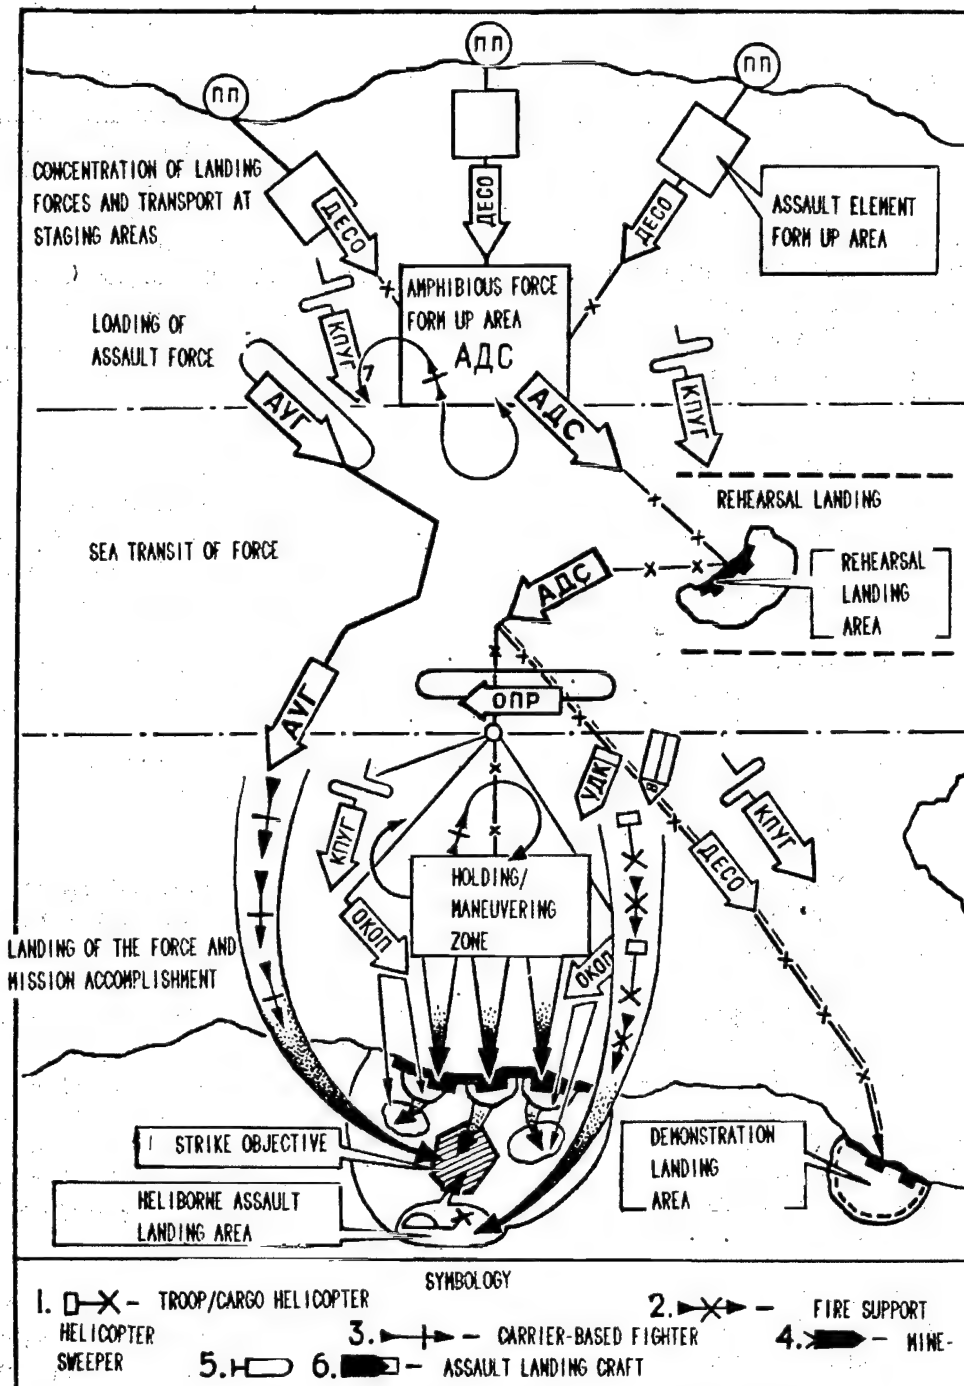 ПП
ПП
ПП
CONCENTRATION OF LANDING
FORCES AND TRANSPORT AT
STAGING AREAS
ДЕСО
ДЕСО
ДЕСО
ASSAULT ELEMENT
FORM UP AREA
LOADING OF
ASSAULT FORCE
КПУГ
AMPHIBIOUS FORCE
FORM UP AREA
АДС
КПУГ
АУГ
АДС
REHEARSAL LANDING
SEA TRANSIT OF FORCE
АДС
REHEARSAL
LANDING
AREA
АУГ
ОПР
УДК
В
КПУГ
КПУГ
ДЕСО
HOLDING/
MANEUVERING
ZONE
ОКОП
ОКОП
LANDING OF THE FORCE AND
MISSION ACCOMPLISHMENT
STRIKE OBJECTIVE
HELIBORNE ASSAULT
LANDING AREA
DEMONSTRATION
LANDING
AREA
SYMBOLOGY
1. - TROOP/CARGO HELICOPTER 2. - FIRE SUPPORT
HELICOPTER 3. - CARRIER-BASED FIGHTER 4. - MINE-
SWEEPER 5. 6. - ASSAULT LANDING CRAFT